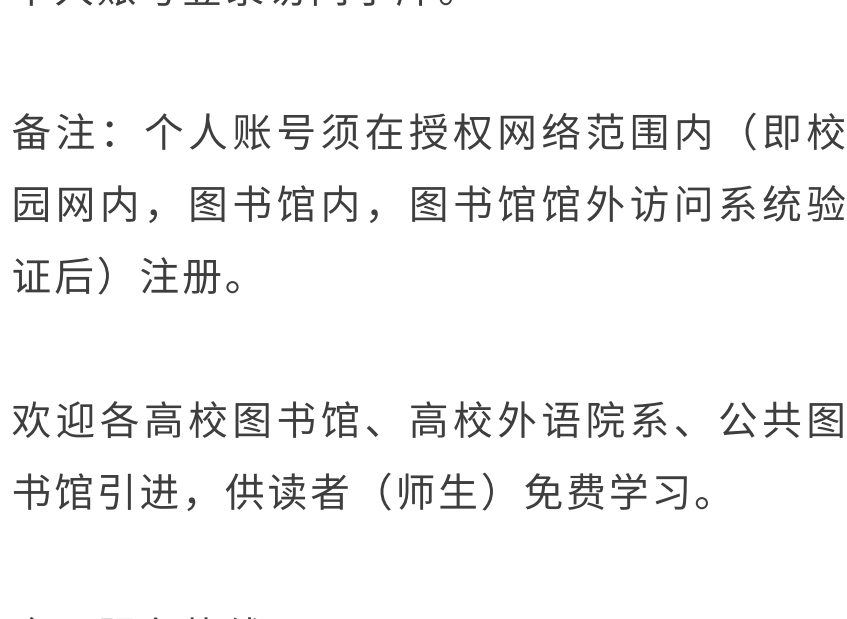 备注：个人账号须在授权网络范围内（即校
园网内，图书馆内，图书馆馆外访问系统验
证后）注册。
欢迎各高校图书馆、高校外语院系、公共图
书馆引进，供读者（师生）免费学习。